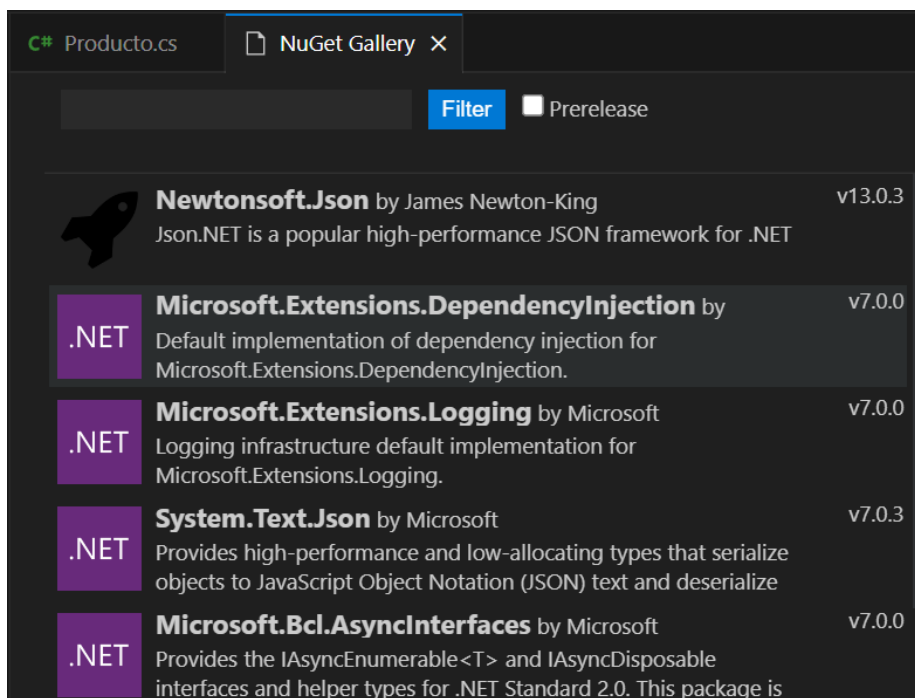 C# Producto.cs NuGet Gallery ×
Filter Prerelease
Newtonsoft.Json by James Newton-King v13.0.3
Json.NET is a popular high-performance JSON framework for .NET
.NET Microsoft.Extensions.DependencyInjection by v7.0.0
Default implementation of dependency injection for
Microsoft.Extensions.DependencyInjection.
.NET Microsoft.Extensions.Logging by Microsoft v7.0.0
Logging infrastructure default implementation for
Microsoft.Extensions.Logging.
.NET System.Text.Json by Microsoft v7.0.3
Provides high-performance and low-allocating types that serialize
objects to JavaScript Object Notation (JSON) text and deserialize
.NET Microsoft.Bcl.AsyncInterfaces by Microsoft v7.0.0
Provides the IAsyncEnumerable<T> and IAsyncDisposable
interfaces and helper types for .NET Standard 2.0. This package is